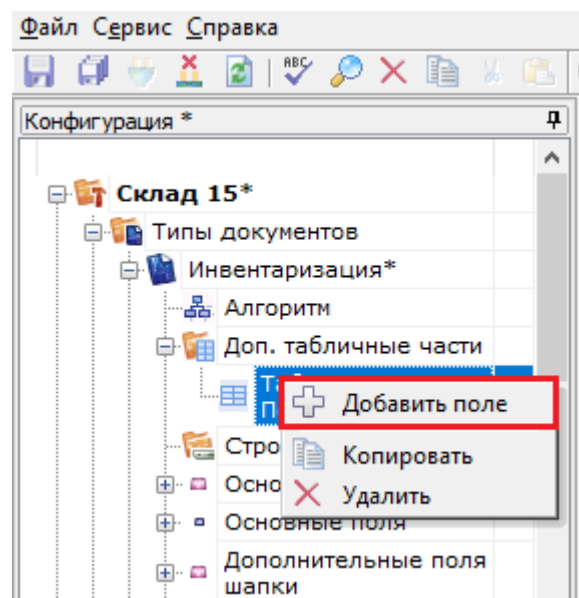 Файл Сервис Справка
ABC
Конфигурация *
Склад 15*
Типы документов
Инвентаризация*
Алгоритм
Доп. табличные части
Добавить поле
Копировать
Удалить
Основные поля
Дополнительные поля
шапки